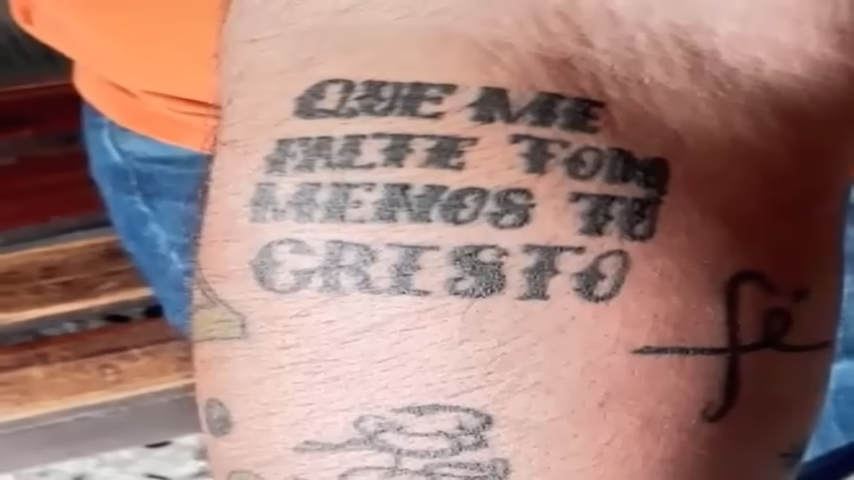 QUE ME
FALTE TODO
MENOS TU
CRISTO
fé